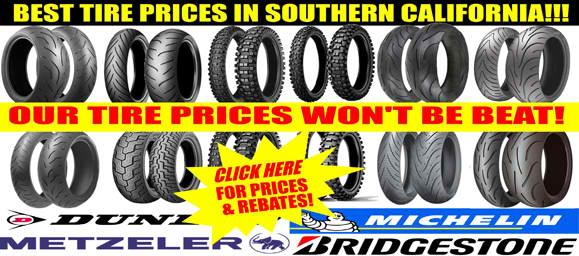 BEST TIRE PRICES IN SOUTHERN CALIFORNIA!!!
OUR TIRE PRICES WON'T BE BEAT!
CLICK HERE
FOR PRICES
& REBATES!
MICHELIN
METZELER
BRIDGESTONE